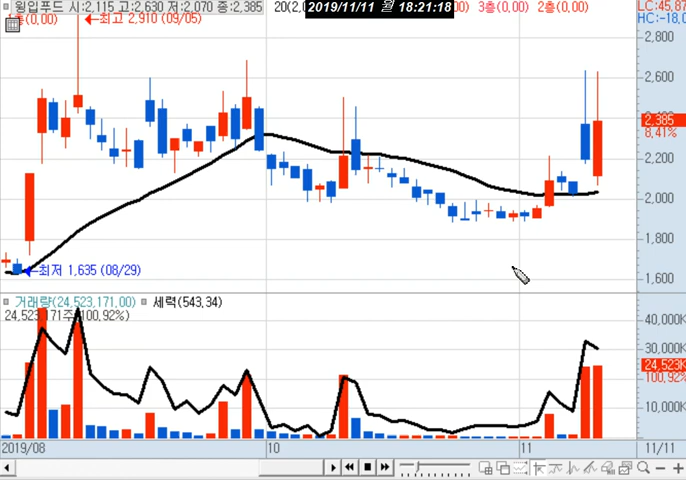 윙입푸드 시:2,115 고:2,630 저:2,070 종:2,385 20(2,0 2019/11/11 월 18:21:18 3층(0,00) 2층(0,00) LC:45,87
(0,00) 최고 2,910 (09/05) HC:-18,0
2,800
2,600
2,385
8,41%
2,200
2,000
1,800
최저 1,635 (08/29)
1,600
거래량(24,523,171,00) 세력(543,34)
24,523,171주(100,92%)
40,000K
30,000K
24,523K
100,92%
10,000K
2019/08 10 11 11/11